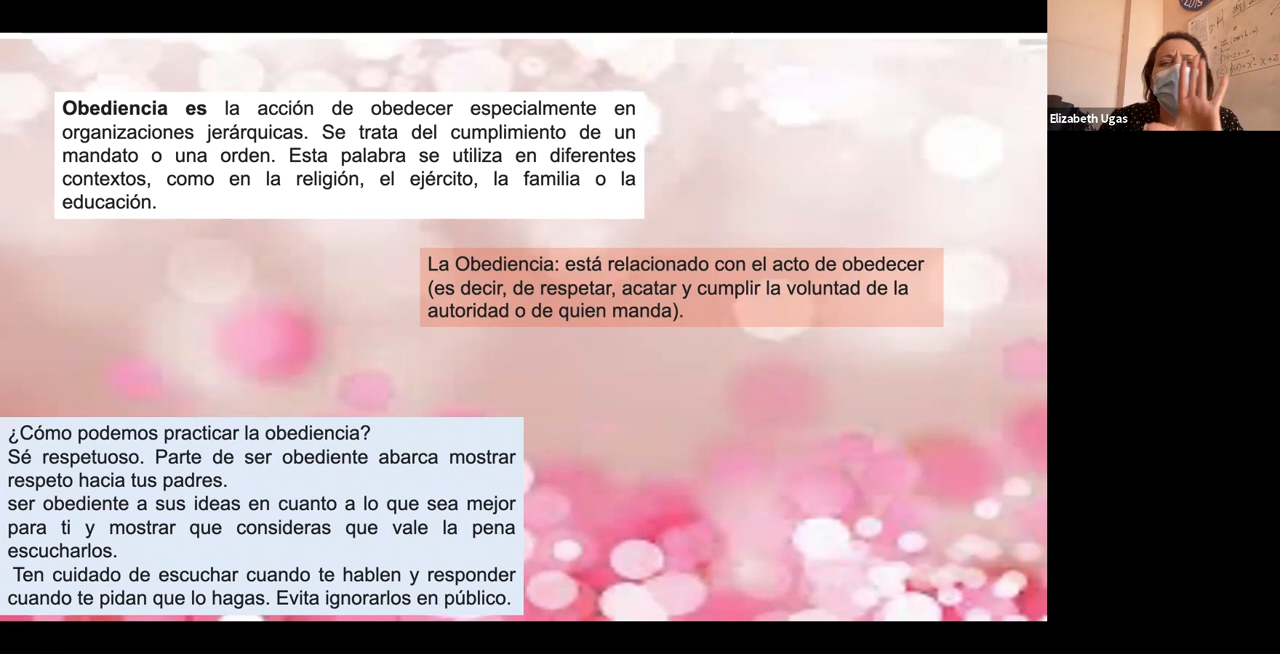 Obediencia es la acción de obedecer especialmente en
organizaciones jerárquicas. Se trata del cumplimiento de un
mandato o una orden. Esta palabra se utiliza en diferentes
contextos, como en la religión, el ejército, la familia o la
educación.
La Obediencia: está relacionado con el acto de obedecer
(es decir, de respetar, acatar y cumplir la voluntad de la
autoridad o de quien manda).
¿Cómo podemos practicar la obediencia?
Sé respetuoso. Parte de ser obediente abarca mostrar
respeto hacia tus padres.
ser obediente a sus ideas en cuanto a lo que sea mejor
para ti y mostrar que consideras que vale la pena
escucharlos.
Ten cuidado de escuchar cuando te hablen y responder
cuando te pidan que lo hagas. Evita ignorarlos en público.
Elizabeth Ugas